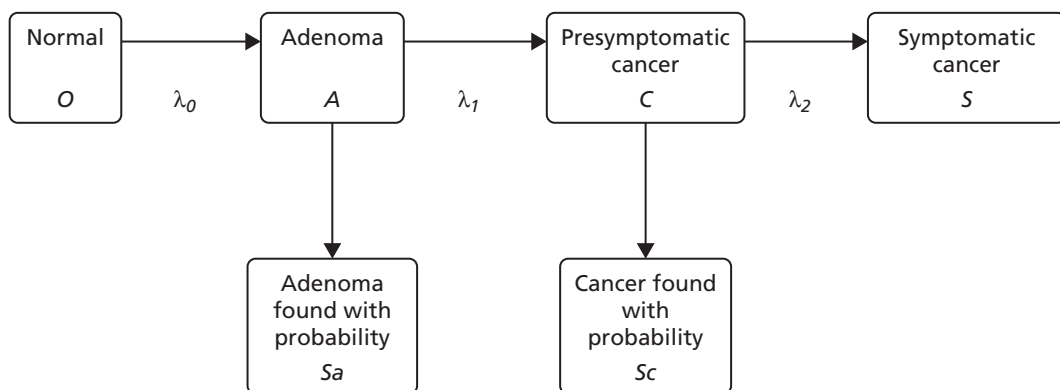 Normal
O
λ0
Adenoma
A
λ1
Presymptomatic
cancer
C
λ2
Symptomatic
cancer
S
Adenoma
found with
probability
Sa
Cancer found
with
probability
Sc